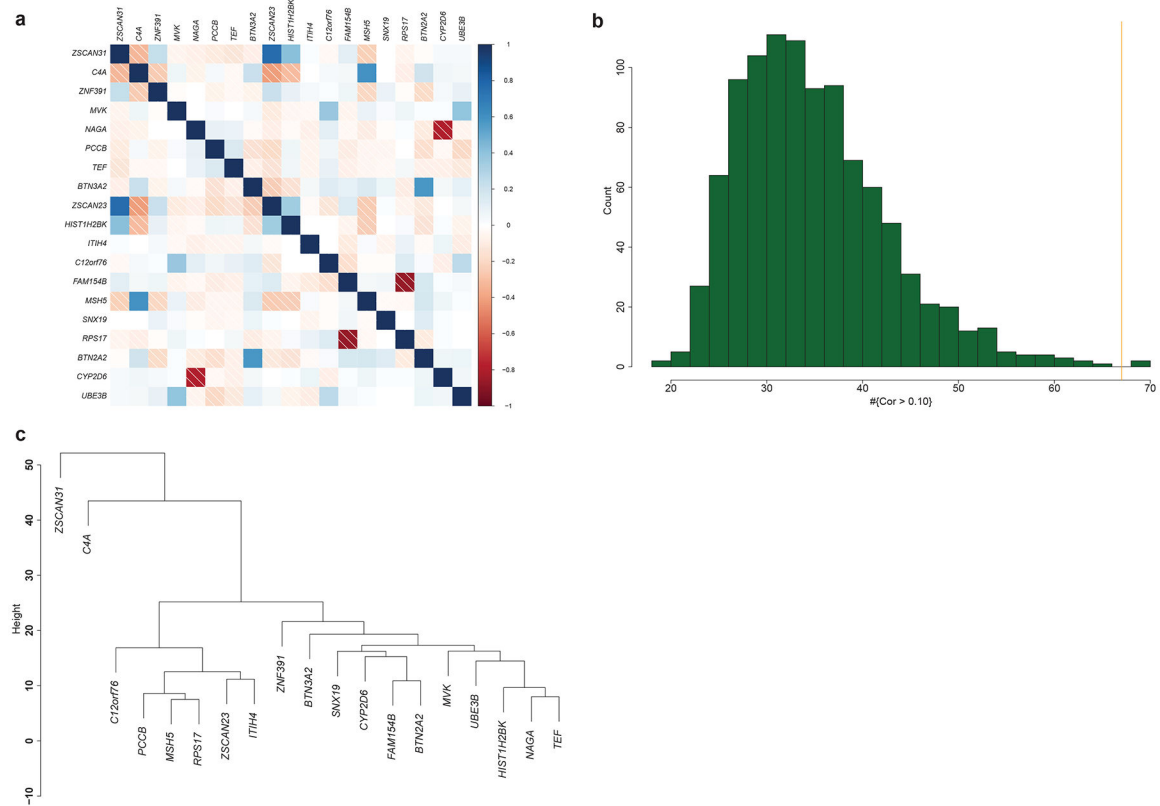 a
ZSCAN31
C4A
ZNF391
MVK
NAGA
PCCB
TEF
BTN3A2
ZSCAN23
HIST1H2BK
ITIH4
C12orf76
FAM154B
MSH5
SNX19
RPS17
BTN2A2
CYP2D6
UBE3B
ZSCAN31
C4A
ZNF391
MVK
NAGA
PCCB
TEF
BTN3A2
ZSCAN23
HIST1H2BK
ITIH4
C12orf76
FAM154B
MSH5
SNX19
RPS17
BTN2A2
CYP2D6
UBE3B
1
0.8
0.6
0.4
0.2
0
−0.2
−0.4
−0.6
−0.8
−1
b
Count
100
80
60
40
20
0
20 30 40 50 60 70
#{Cor > 0.10}
c
Height
50
40
30
20
10
0
−10
ZSCAN31
C4A
C12orf76
PCCB
MSH5
RPS17
ZSCAN23
ITIH4
ZNF391
BTN3A2
SNX19
CYP2D6
FAM154B
BTN2A2
MVK
UBE3B
HIST1H2BK
NAGA
TEF